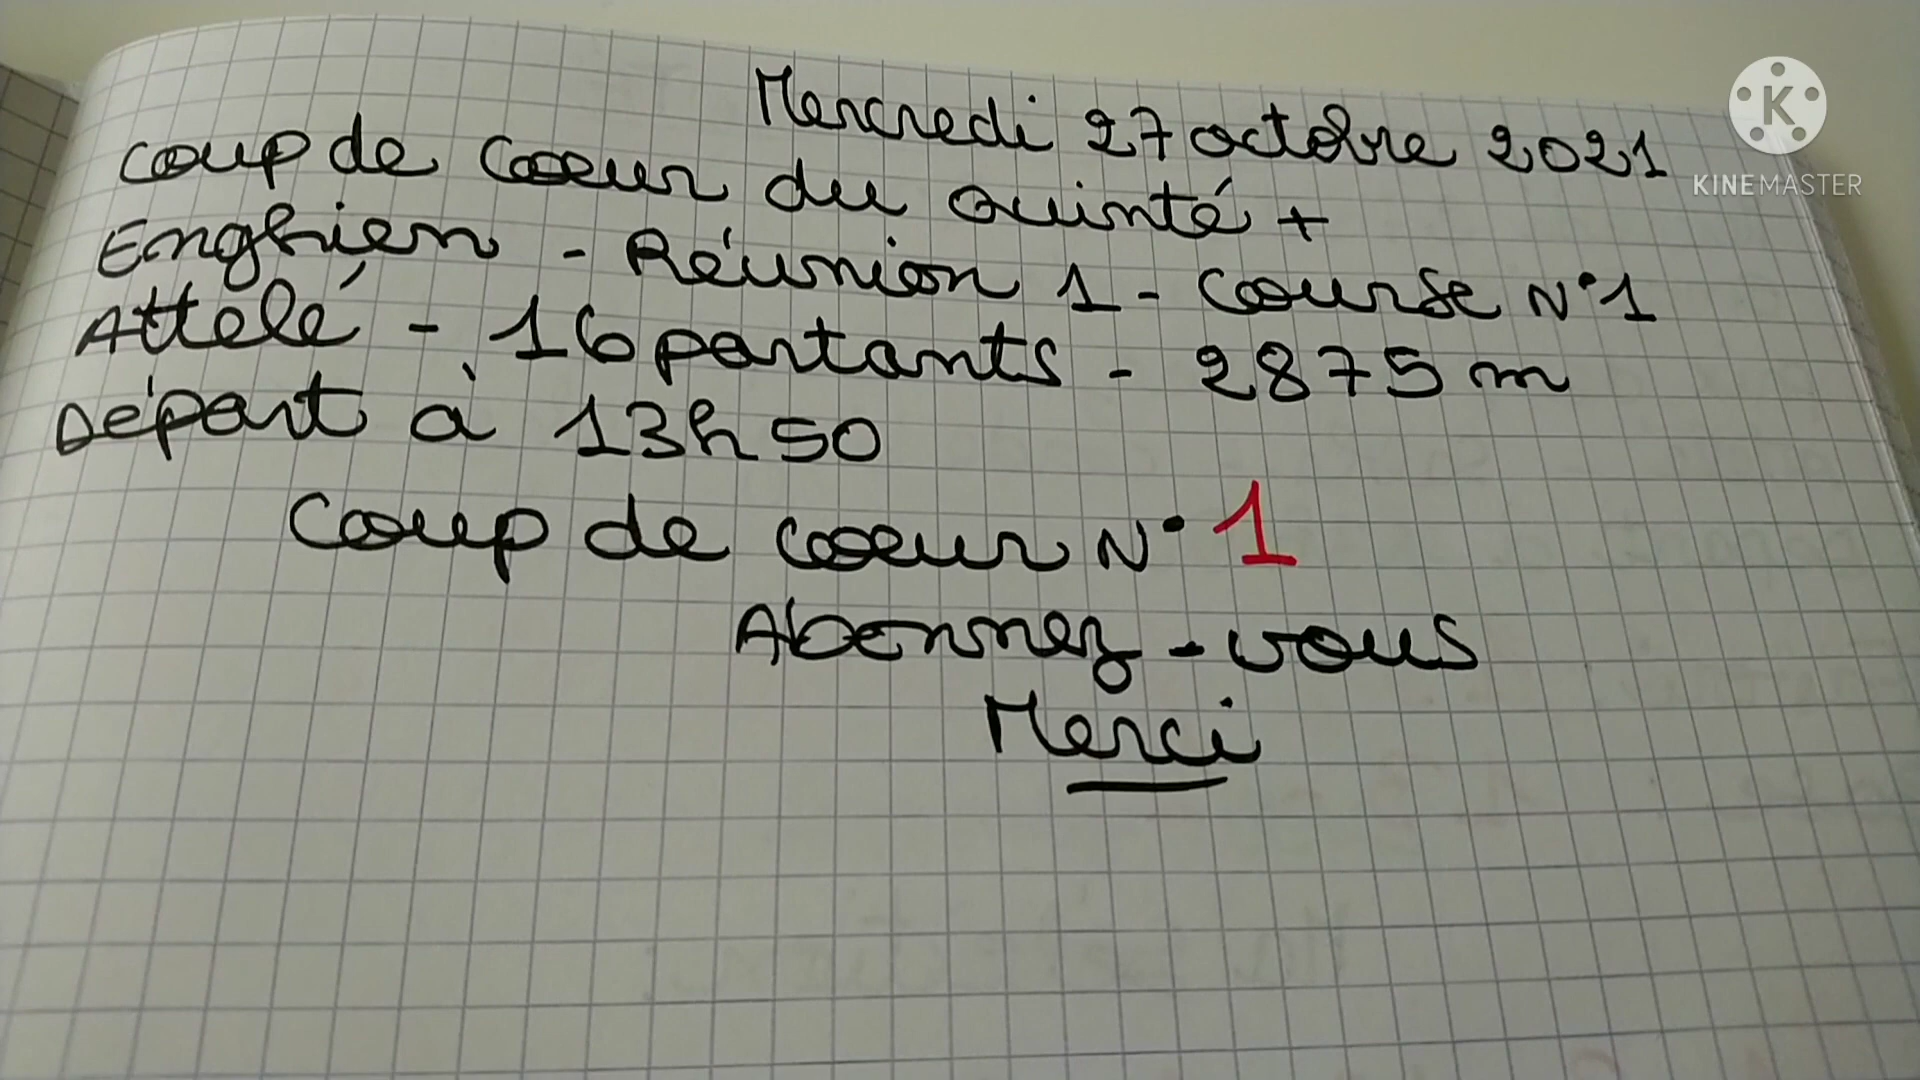 Mercredi 27 octobre 2021
Coup de coeur du Quinté +
Enghien - Réunion 1 - Course N°1
Attelé - 16 partants - 2875 m
Départ à 13h50
Coup de coeur N° 1
Abonnez-vous
Merci
K
KINEMASTER